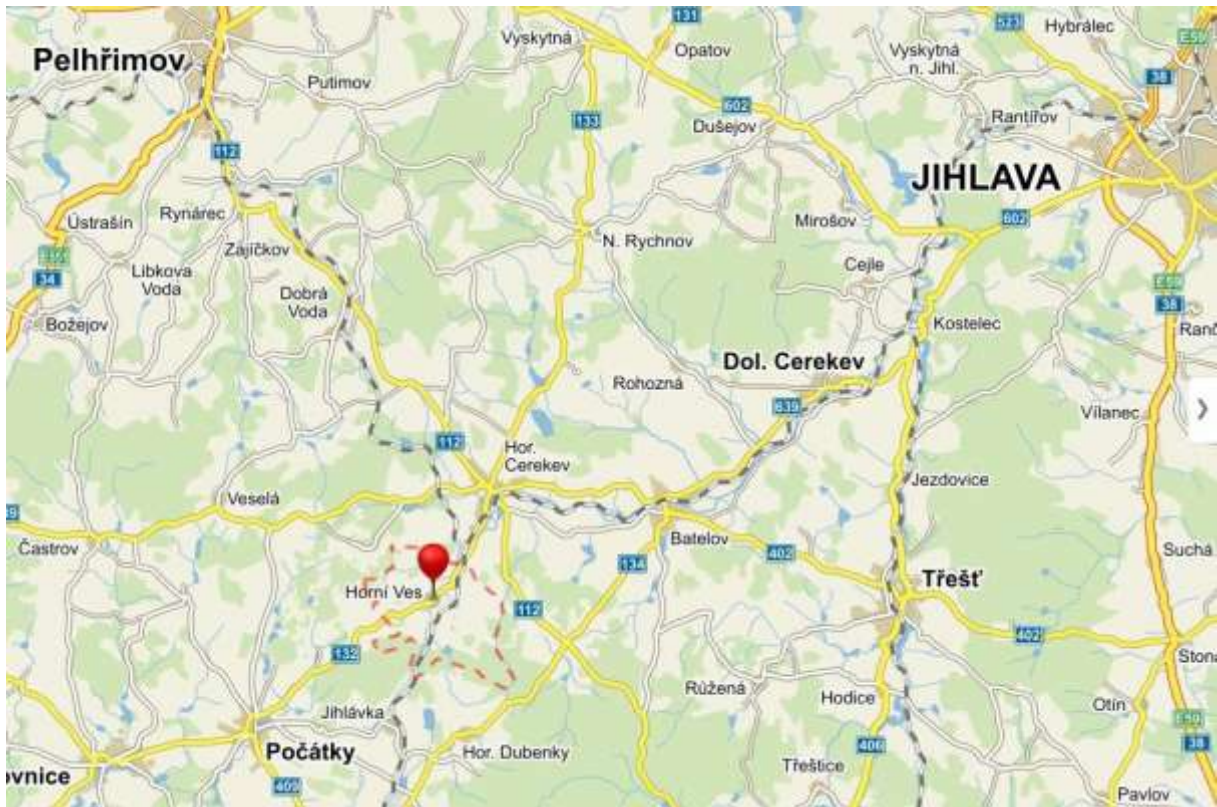 131
523
Hybrálec
E59
Vyskytná
Opatov
Vyskytná
n. Jihl.
Pelhřimov
Putimov
38
602
133
Dušejov
Rantířov
112
JIHLAVA
Ústrašín
Rynárec
Mirošov
602
Zajíčkov
N. Rychnov
34
Libkova
Voda
Cejle
E59
38
Dobrá
Voda
Božejov
Kostelec
Dol. Cerekev
Rohozná
639
Vílanec
112
Hor.
Cerekev
Veselá
Jezdovice
Častrov
Batelov
402
Suchá
134
Třešť
Horní Ves
112
402
132
Růžená
Hodice
Otín
Jihlávka
E59
Počátky
Hor. Dubenky
406
38
Třeštice
409
Pavlov